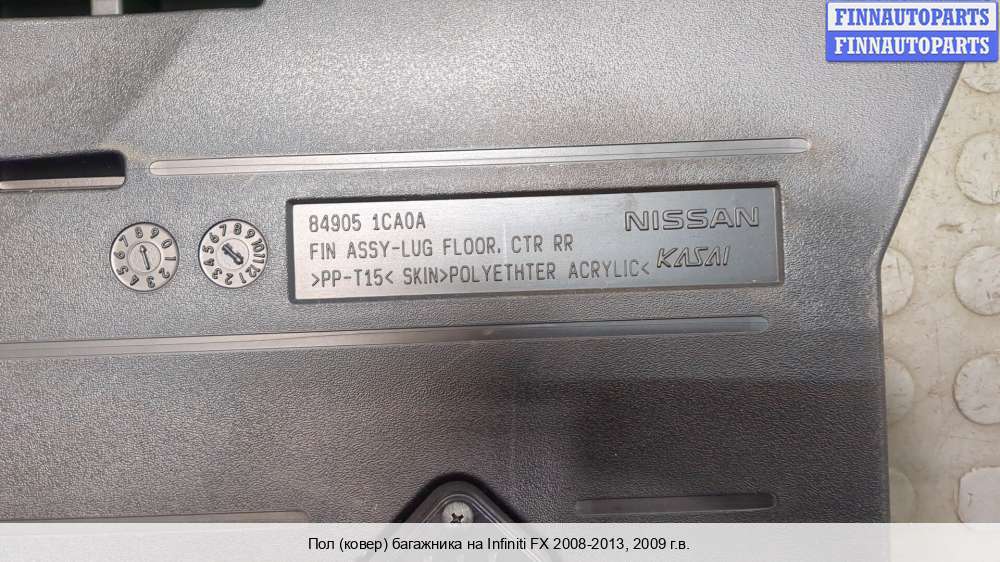 FINNAUTOPARTS
FINNAUTOPARTS
84905 1CA0A
NISSAN
FIN ASSY-LUG FLOOR. CTR RR
KASAI
>PP-T15< SKIN>POLYETHTER ACRYLIC<
Пол (ковер) багажника на Infiniti FX 2008-2013, 2009 г.в.